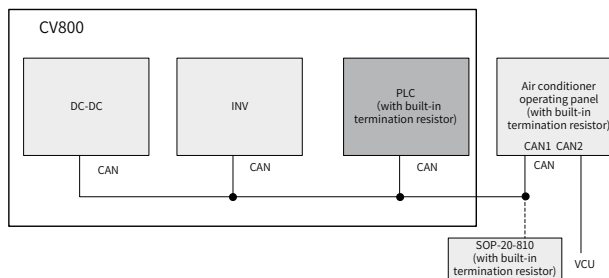 CV800
DC-DC
INV
PLC
(with built-in
termination resistor)
Air conditioner
operating panel
(with built-in
termination resistor)
CAN1 CAN2
CAN
CAN
CAN
CAN
SOP-20-810
(with built-in
termination resistor)
VCU